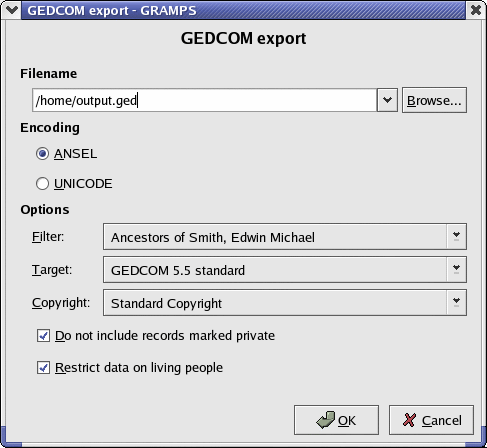 GEDCOM export - GRAMPS
GEDCOM export
Filename
/home/output.ged
Browse...
Encoding
ANSEL
UNICODE
Options
Filter: Ancestors of Smith, Edwin Michael
Target: GEDCOM 5.5 standard
Copyright: Standard Copyright
Do not include records marked private
Restrict data on living people
OK Cancel